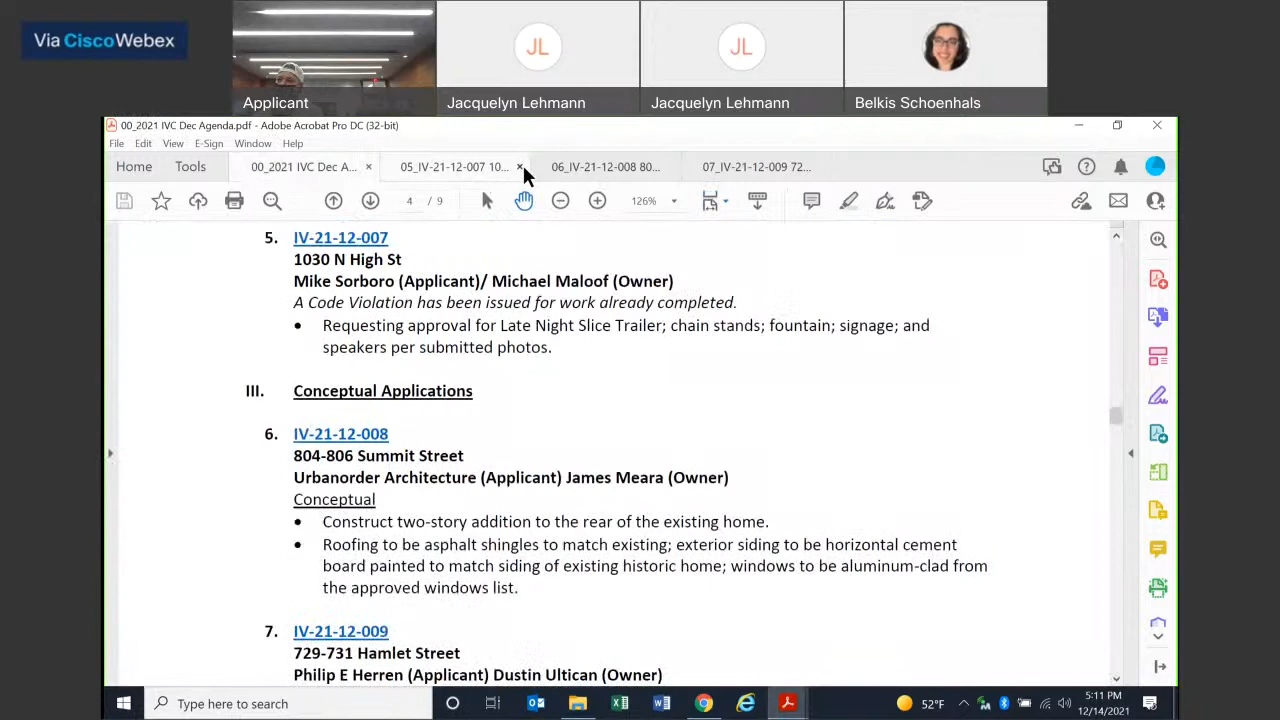 Via Cisco Webex
JL
JL
Applicant
Jacquelyn Lehmann
Jacquelyn Lehmann
Belkis Schoenhals
00_2021 IVC Dec Agenda.pdf - Adobe Acrobat Pro DC (32-bit)
File Edit View E-Sign Window Help
Home Tools 00_2021 IVC Dec A... 05_IV-21-12-007 10... 06_IV-21-12-008 80... 07_IV-21-12-009 72...
4 / 9 126%
5. IV-21-12-007
1030 N High St
Mike Sorboro (Applicant)/ Michael Maloof (Owner)
A Code Violation has been issued for work already completed.
• Requesting approval for Late Night Slice Trailer; chain stands; fountain; signage; and
speakers per submitted photos.
III. Conceptual Applications
6. IV-21-12-008
804-806 Summit Street
Urbanorder Architecture (Applicant) James Meara (Owner)
Conceptual
• Construct two-story addition to the rear of the existing home.
• Roofing to be asphalt shingles to match existing; exterior siding to be horizontal cement
board painted to match siding of existing historic home; windows to be aluminum-clad from
the approved windows list.
7. IV-21-12-009
729-731 Hamlet Street
Philip E Herren (Applicant) Dustin Ultican (Owner)
Type here to search
52°F
5:11 PM
12/14/2021